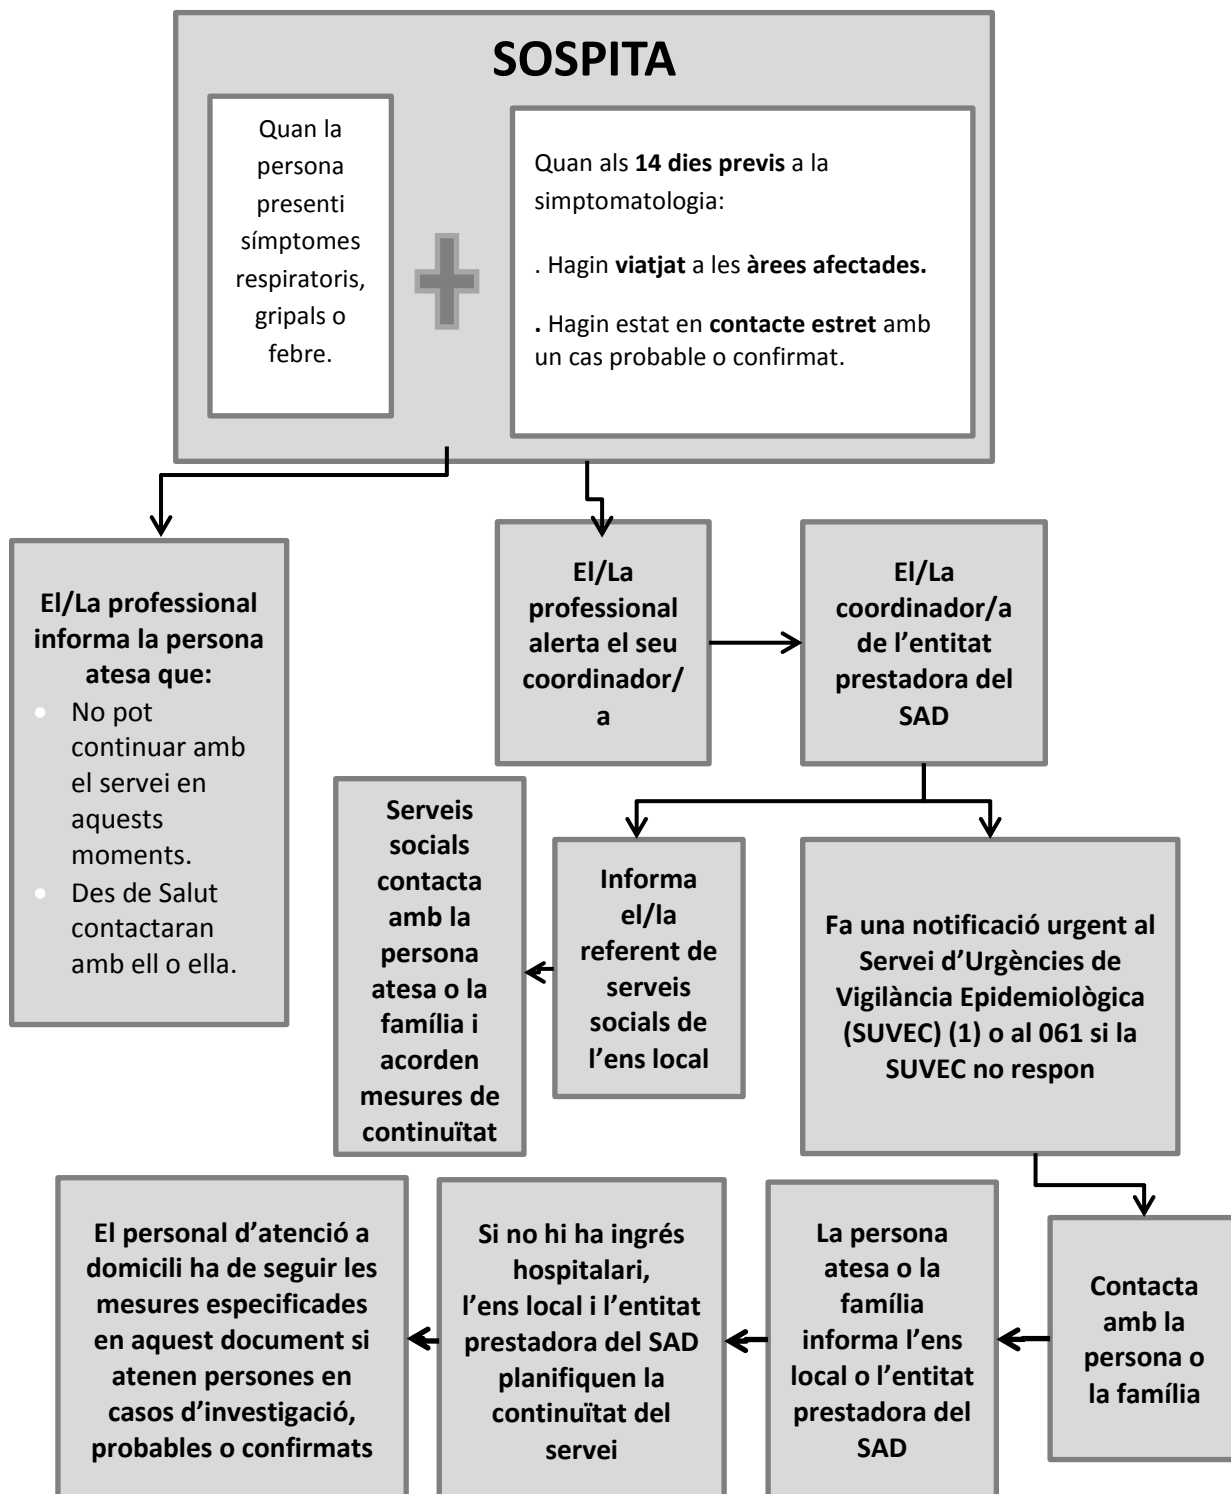 SOSPITA
Quan la
persona
presenti
símptomes
respiratoris,
gripals o
febre.
Quan als 14 dies previs a la
simptomatologia:
. Hagin viatjat a les àrees afectades.
. Hagin estat en contacte estret amb
un cas probable o confirmat.
El/La professional
informa la persona
atesa que:
• No pot
continuar amb
el servei en
aquests
moments.
• Des de Salut
contactaran
amb ell o ella.
El/La
professional
alerta el seu
coordinador/
a
El/La
coordinador/a
de l’entitat
prestadora del
SAD
Serveis
socials
contacta
amb la
persona
atesa o la
família i
acorden
mesures de
continuïtat
Informa
el/la
referent de
serveis
socials de
l’ens local
Fa una notificació urgent al
Servei d’Urgències de
Vigilància Epidemiològica
(SUVEC) (1) o al 061 si la
SUVEC no respon
El personal d’atenció a
domicili ha de seguir les
mesures especificades
en aquest document si
atenen persones en
casos d’investigació,
probables o confirmats
Si no hi ha ingrés
hospitalari,
l’ens local i l’entitat
prestadora del SAD
planifiquen la
continuïtat del
servei
La persona
atesa o la
família
informa l’ens
local o l’entitat
prestadora del
SAD
Contacta
amb la
persona o
la família